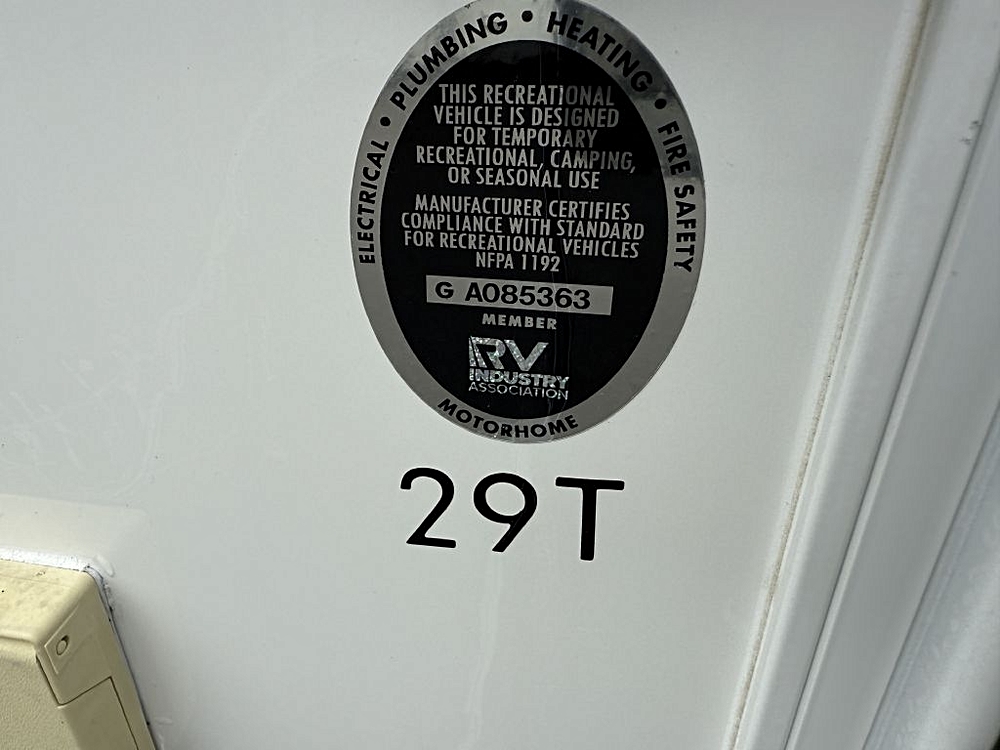 ELECTRICAL • PLUMBING • HEATING • FIRE SAFETY
THIS RECREATIONAL
VEHICLE IS DESIGNED
FOR TEMPORARY
RECREATIONAL, CAMPING,
OR SEASONAL USE
MANUFACTURER CERTIFIES
COMPLIANCE WITH STANDARD
FOR RECREATIONAL VEHICLES
NFPA 1192
G A085363
MEMBER
RV
INDUSTRY
ASSOCIATION
MOTORHOME
29T